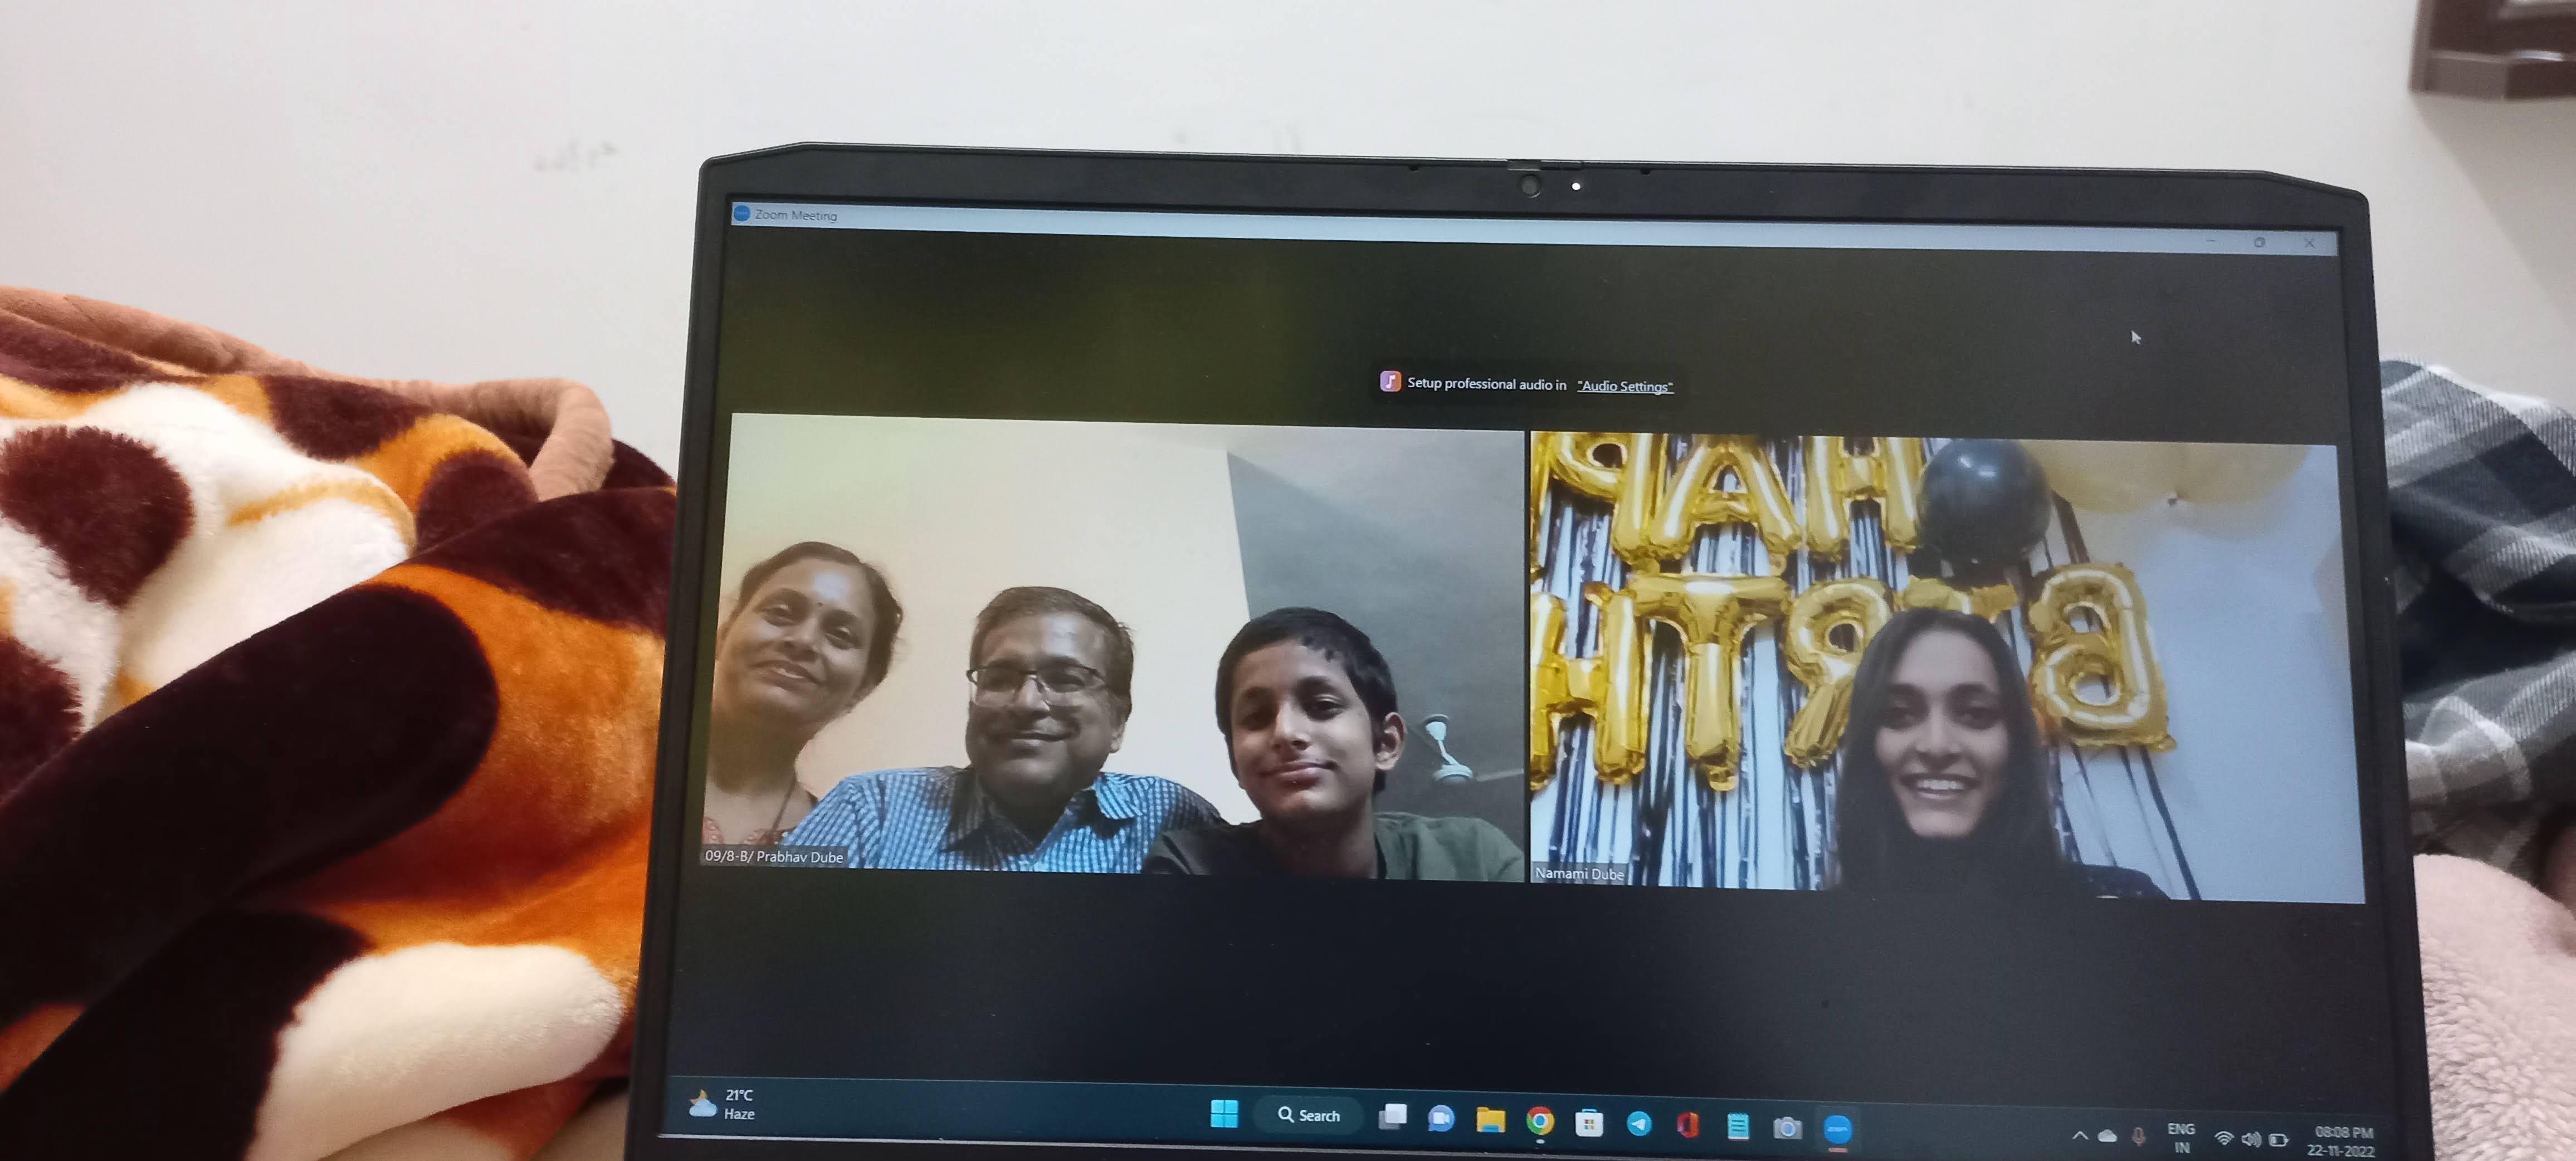 Zoom Meeting
Setup professional audio in "Audio Settings"
HAP
BIRTH
09/8-B/ Prabhav Dube
Namami Dube
21°C
Haze
Search
zoom
ENG
IN
08:08 PM
22-11-2022